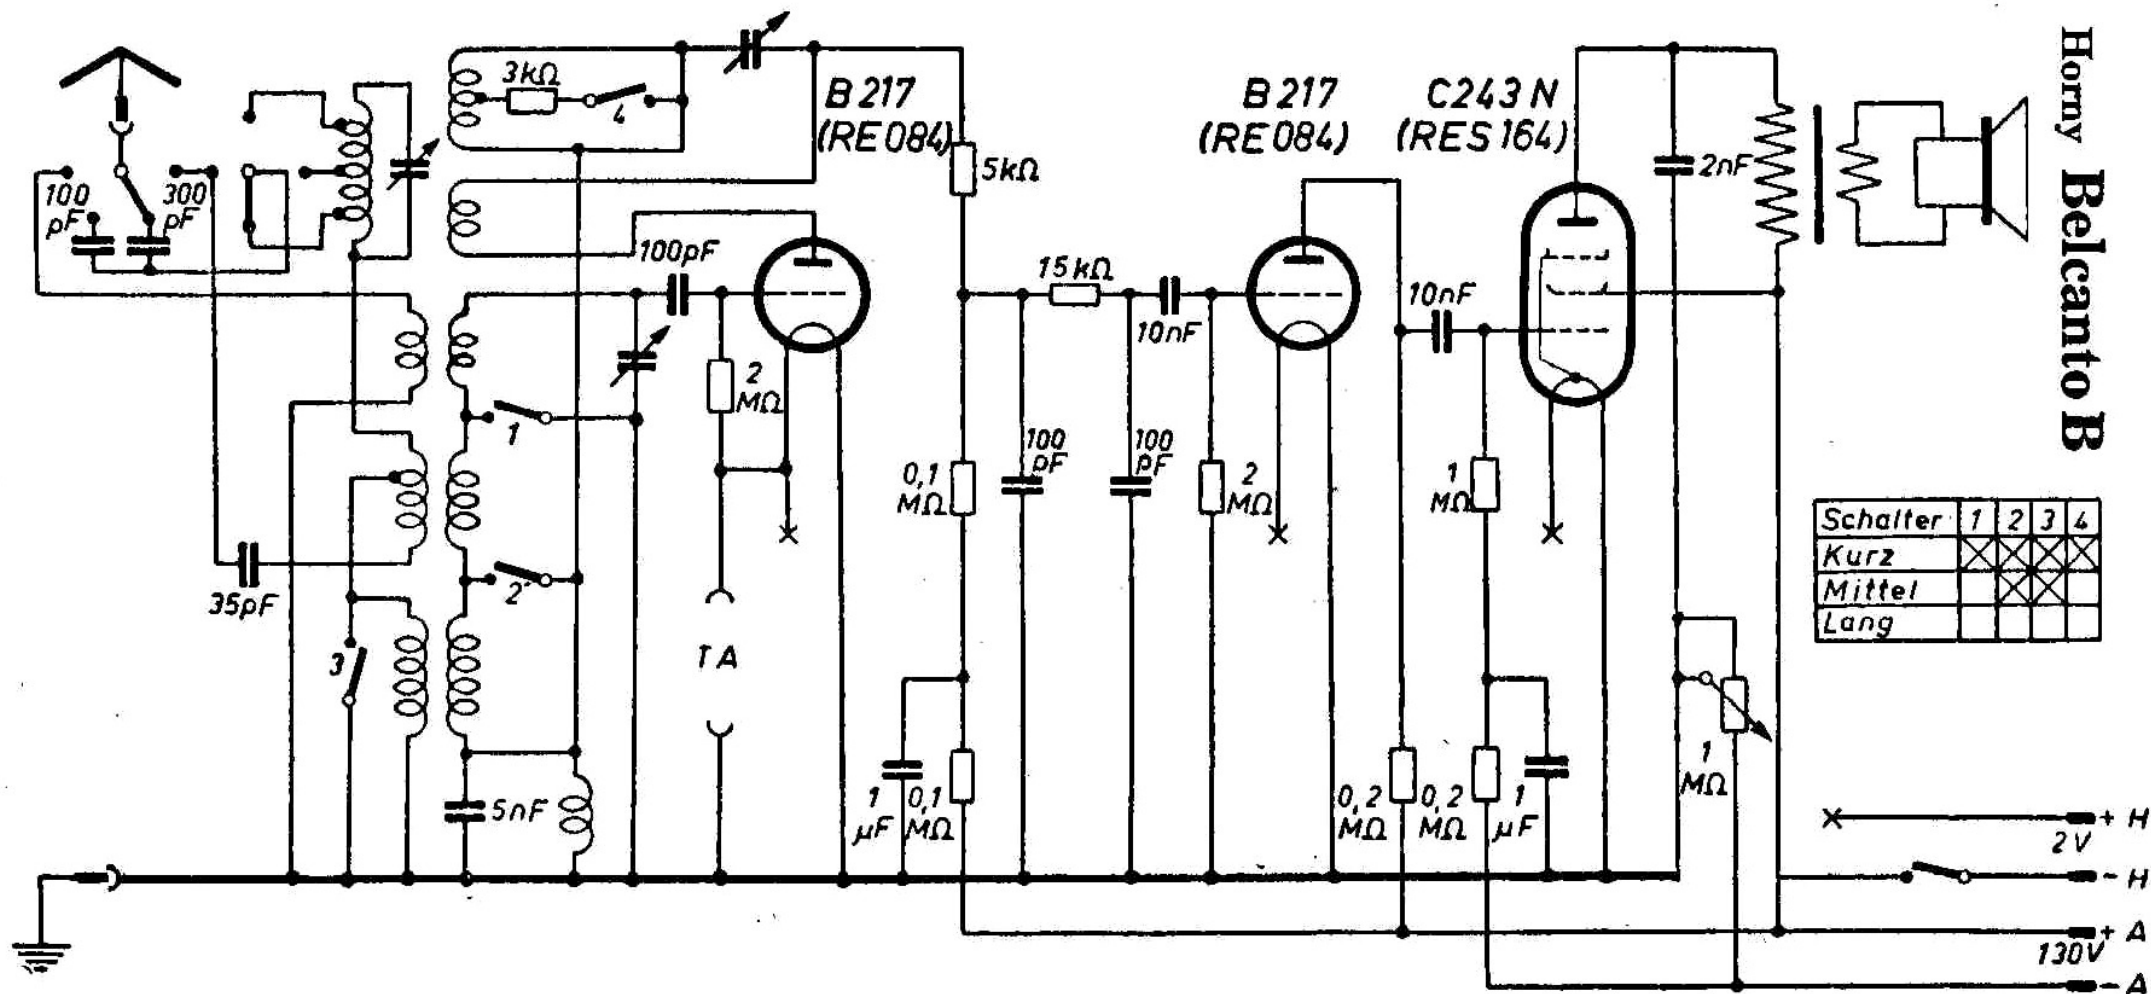 Horny Belcanto B
100
pF
300
pF
3kΩ
4
B 217
(RE 084)
5kΩ
B 217
(RE 084)
C243 N
(RES 164)
2nF
100pF
15kΩ
10nF
10nF
2
MΩ
1
2
3
35pF
5nF
TA
0,1
MΩ
100
pF
100
pF
2
MΩ
1
MΩ
1
µF
0,1
MΩ
0,2
MΩ
0,2
MΩ
1
µF
1
MΩ
Schalter 1 2 3 4
Kurz
Mittel
Lang
+ H
2V
- H
+ A
130V
- A